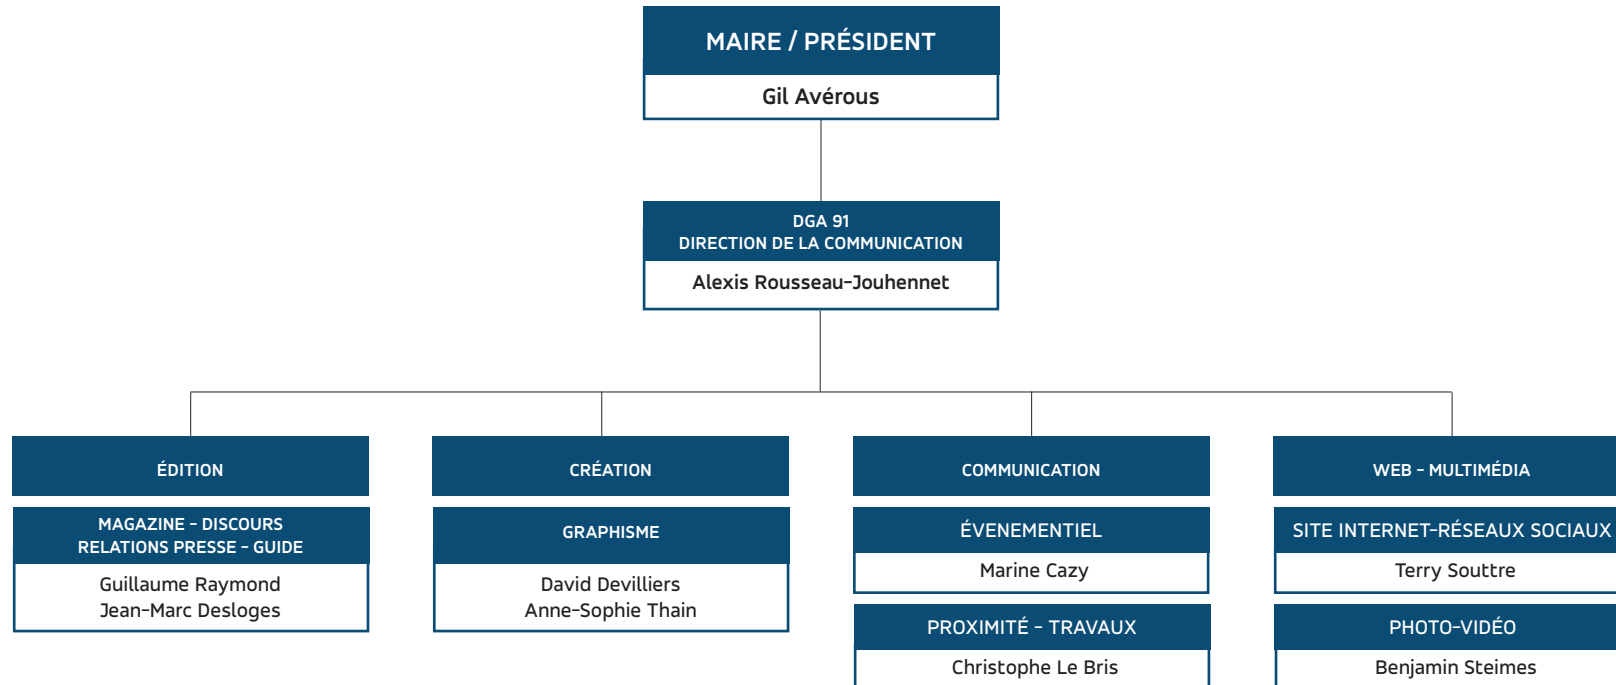 MAIRE / PRÉSIDENT
Gil Avérous
DGA 91
DIRECTION DE LA COMMUNICATION
Alexis Rousseau-Jouhennet
ÉDITION
MAGAZINE - DISCOURS
RELATIONS PRESSE - GUIDE
Guillaume Raymond
Jean-Marc Desloges
CRÉATION
GRAPHISME
David Devilliers
Anne-Sophie Thain
COMMUNICATION
ÉVENEMENTIEL
Marine Cazy
PROXIMITÉ - TRAVAUX
Christophe Le Bris
WEB - MULTIMÉDIA
SITE INTERNET-RÉSEAUX SOCIAUX
Terry Souttre
PHOTO-VIDÉO
Benjamin Steimes